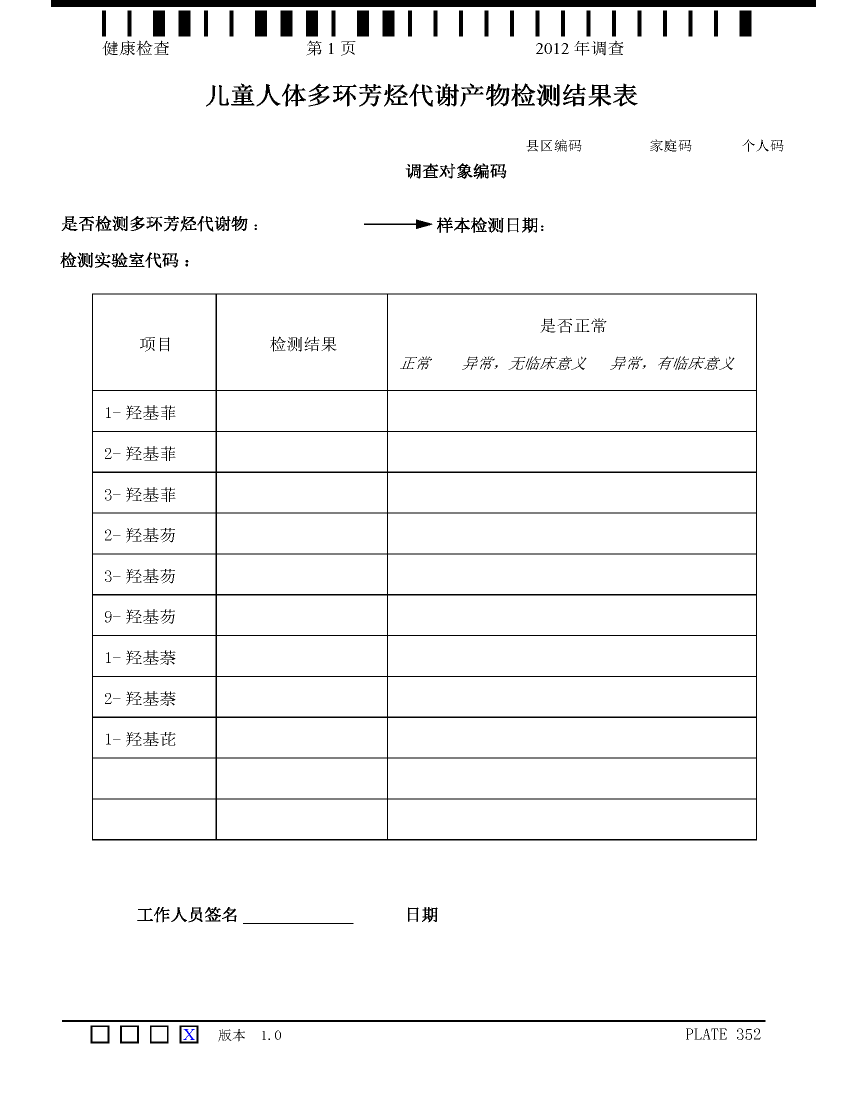 健康检查 第 1 页 2012 年调查
儿童人体多环芳烃代谢产物检测结果表
县区编码 家庭码 个人码
调查对象编码
是否检测多环芳烃代谢物： 样本检测日期：
检测实验室代码：
是否正常
项目 检测结果
正常 异常，无临床意义 异常，有临床意义
1- 羟基菲
2- 羟基菲
3- 羟基菲
2- 羟基芴
3- 羟基芴
9- 羟基芴
1- 羟基萘
2- 羟基萘
1- 羟基芘
工作人员签名 日期
X 版本 1.0 PLATE 352